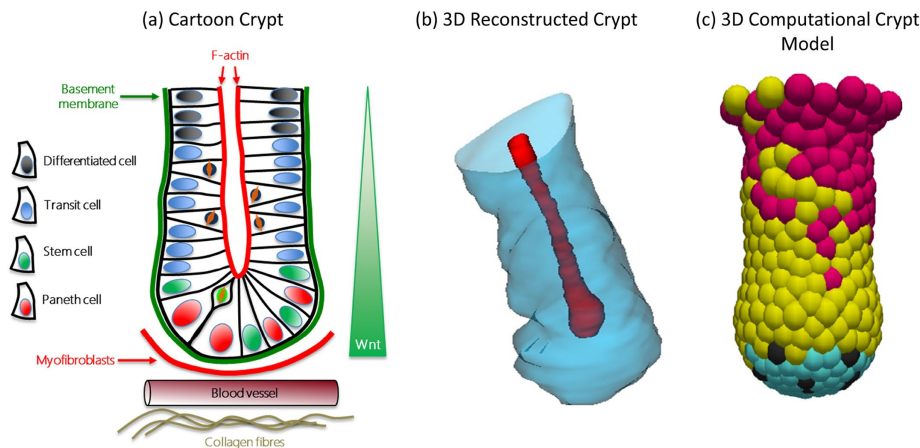 (a) Cartoon Crypt
(b) 3D Reconstructed Crypt
(c) 3D Computational Crypt
Model
F-actin
Basement
membrane
Differentiated cell
Transit cell
Stem cell
Paneth cell
Wnt
Myofibroblasts
Blood vessel
Collagen fibres